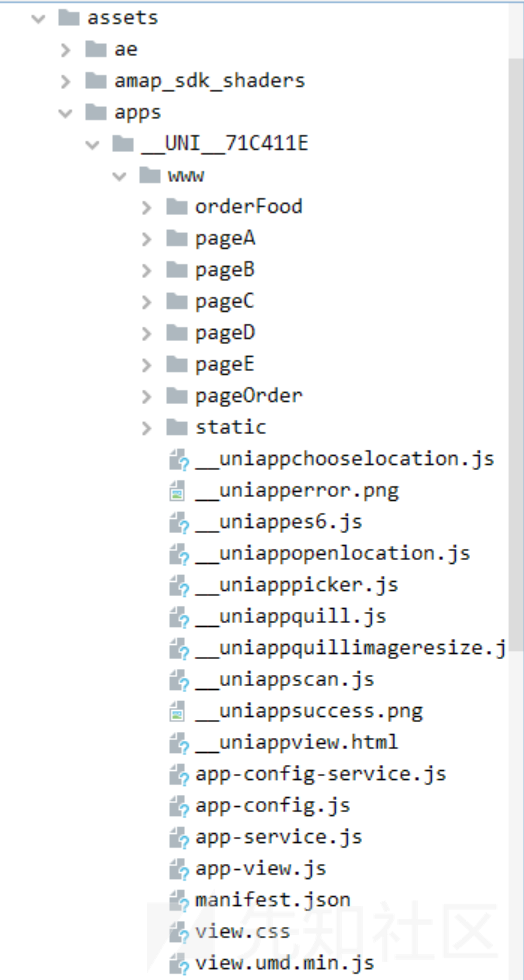 assets
ae
amap_sdk_shaders
apps
__UNI__71C411E
www
orderFood
pageA
pageB
pageC
pageD
pageE
pageOrder
static
__uniappchooselocation.js
__uniapperror.png
__uniappes6.js
__uniappopenlocation.js
__uniapppicker.js
__uniappquill.js
__uniappquillimageresize.j
__uniappscan.js
__uniappsuccess.png
__uniappview.html
app-config-service.js
app-config.js
app-service.js
app-view.js
manifest.json
view.css
先知社区
view.umd.min.js